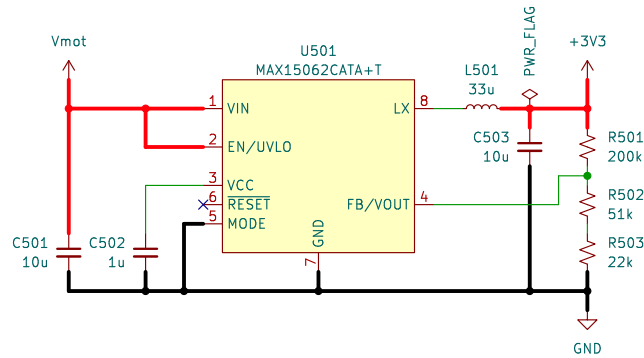 Vmot
U501
MAX15062CATA+T
L501
33u
PWR_FLAG
+3V3
1
VIN
2
EN/UVLO
3
VCC
6
RESET
5
MODE
LX
8
FB/VOUT
4
GND
7
C501
10u
C502
1u
C503
10u
R501
200k
R502
51k
R503
22k
GND